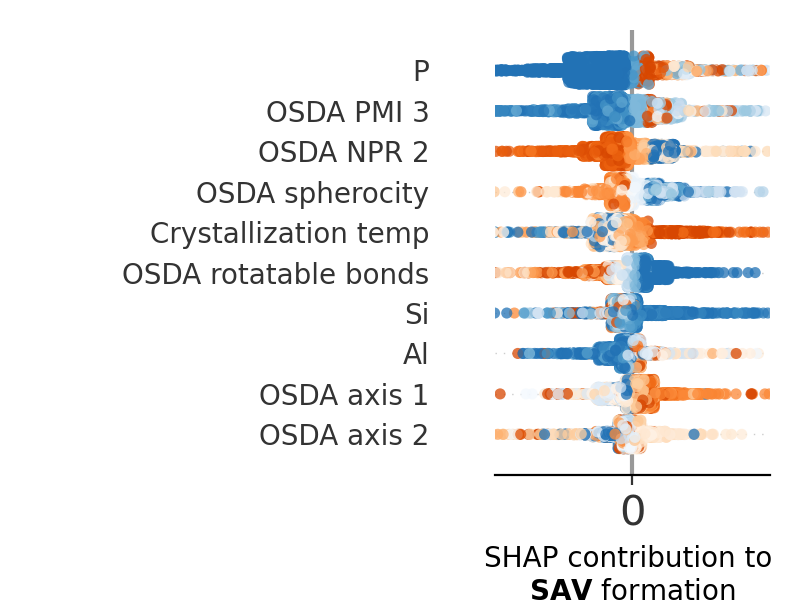 P
OSDA PMI 3
OSDA NPR 2
OSDA spherocity
Crystallization temp
OSDA rotatable bonds
Si
Al
OSDA axis 1
OSDA axis 2
0
SHAP contribution to
SAV formation